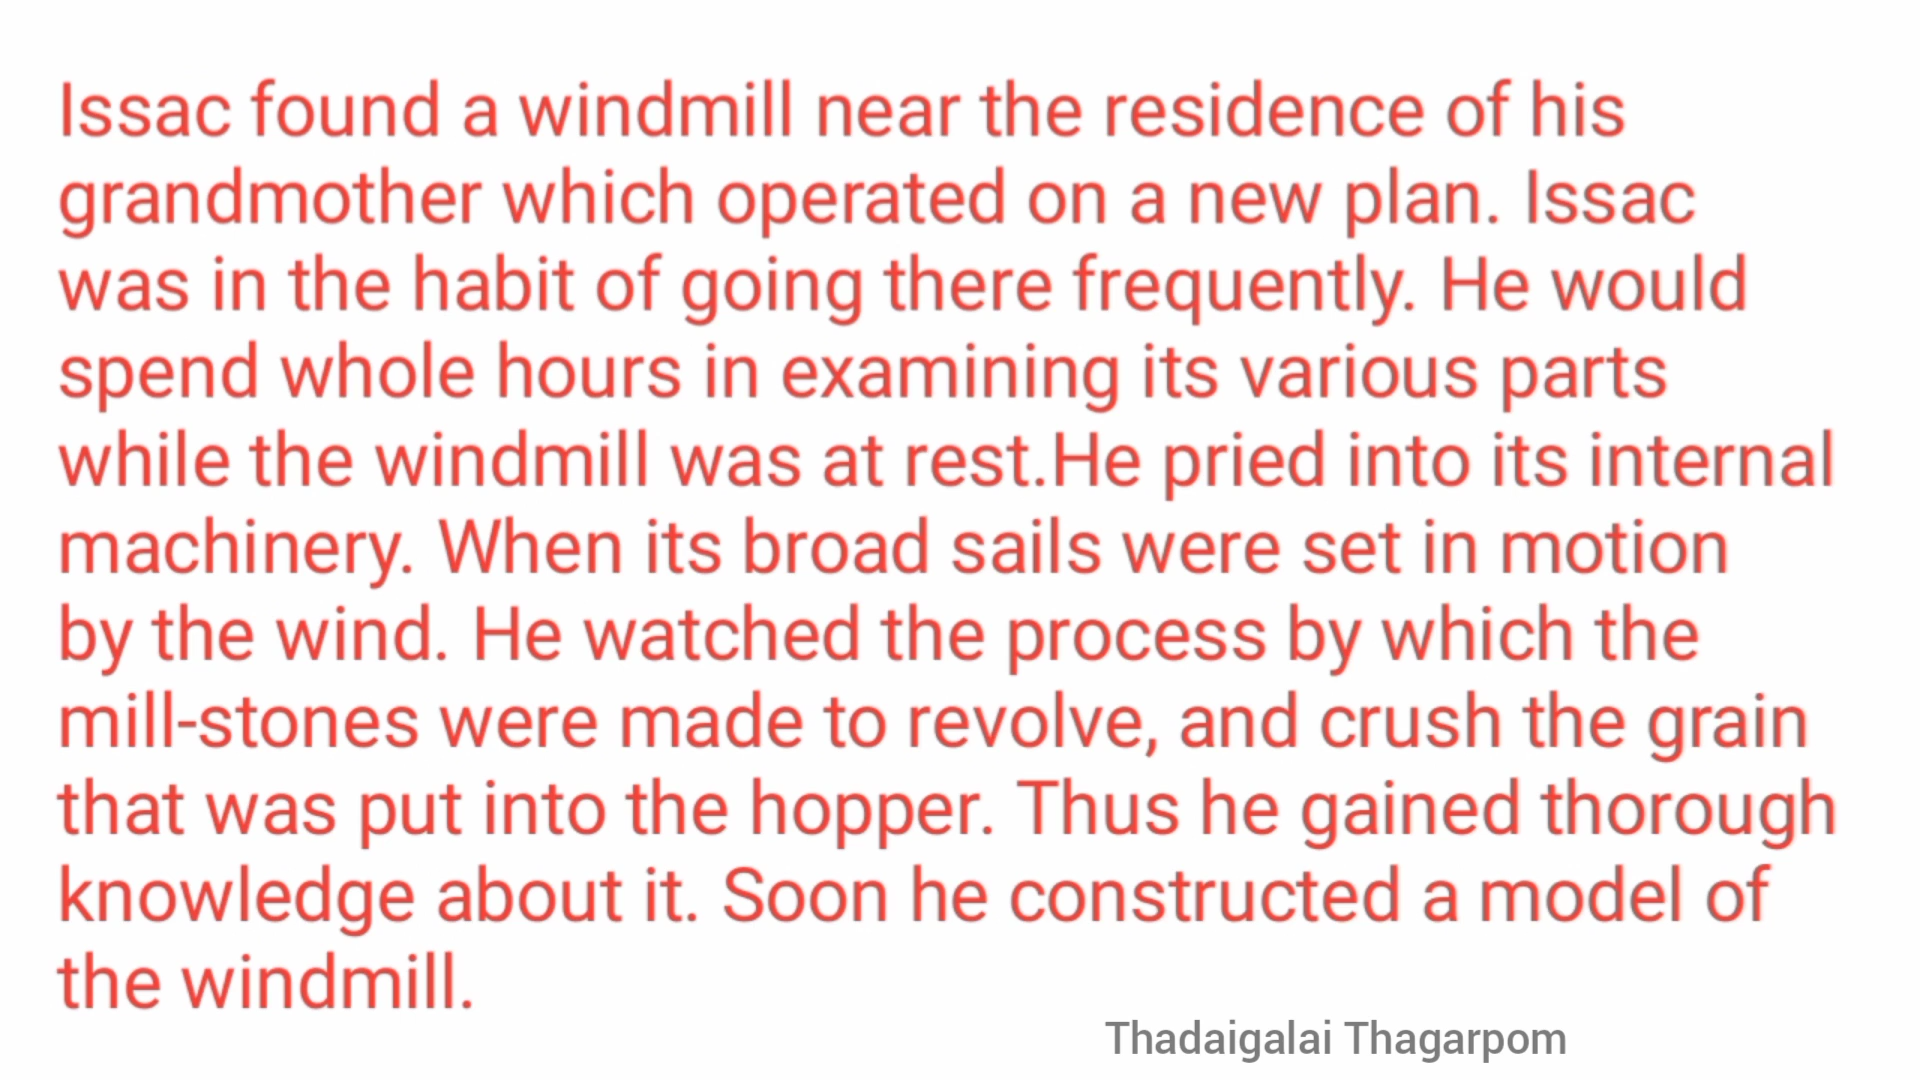 Issac found a windmill near the residence of his
grandmother which operated on a new plan. Issac
was in the habit of going there frequently. He would
spend whole hours in examining its various parts
while the windmill was at rest.He pried into its internal
machinery. When its broad sails were set in motion
by the wind. He watched the process by which the
mill-stones were made to revolve, and crush the grain
that was put into the hopper. Thus he gained thorough
knowledge about it. Soon he constructed a model of
the windmill.
Thadaigalai Thagarpom